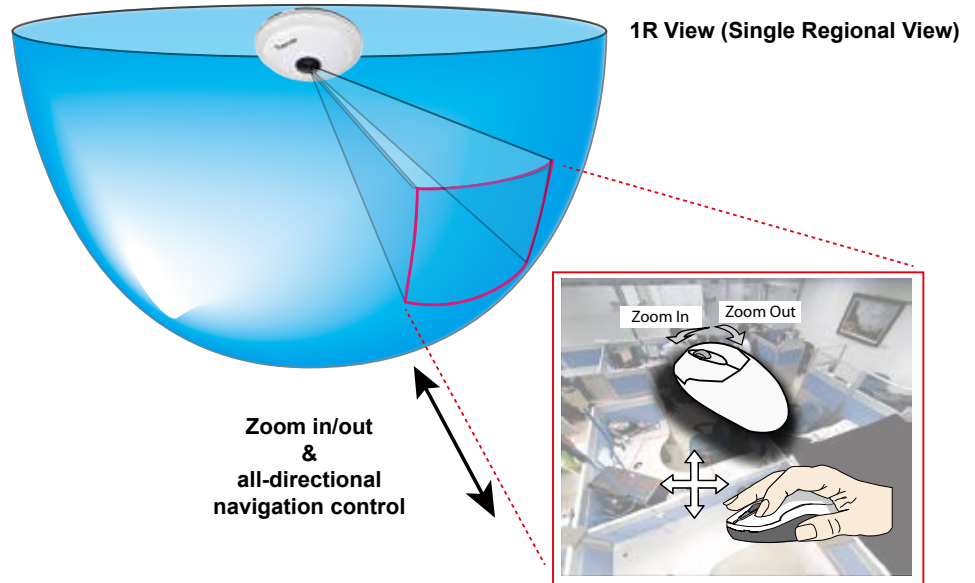 1R View (Single Regional View)
Zoom In
Zoom Out
Zoom in/out
&
all-directional
navigation control